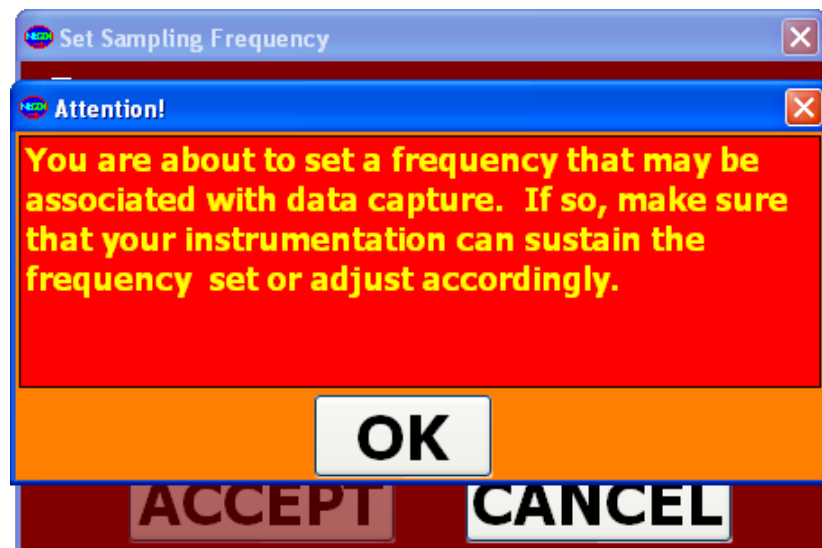 Set Sampling Frequency
Attention!
You are about to set a frequency that may be
associated with data capture.  If so, make sure
that your instrumentation can sustain the
frequency  set or adjust accordingly.
OK
ACCEPT CANCEL